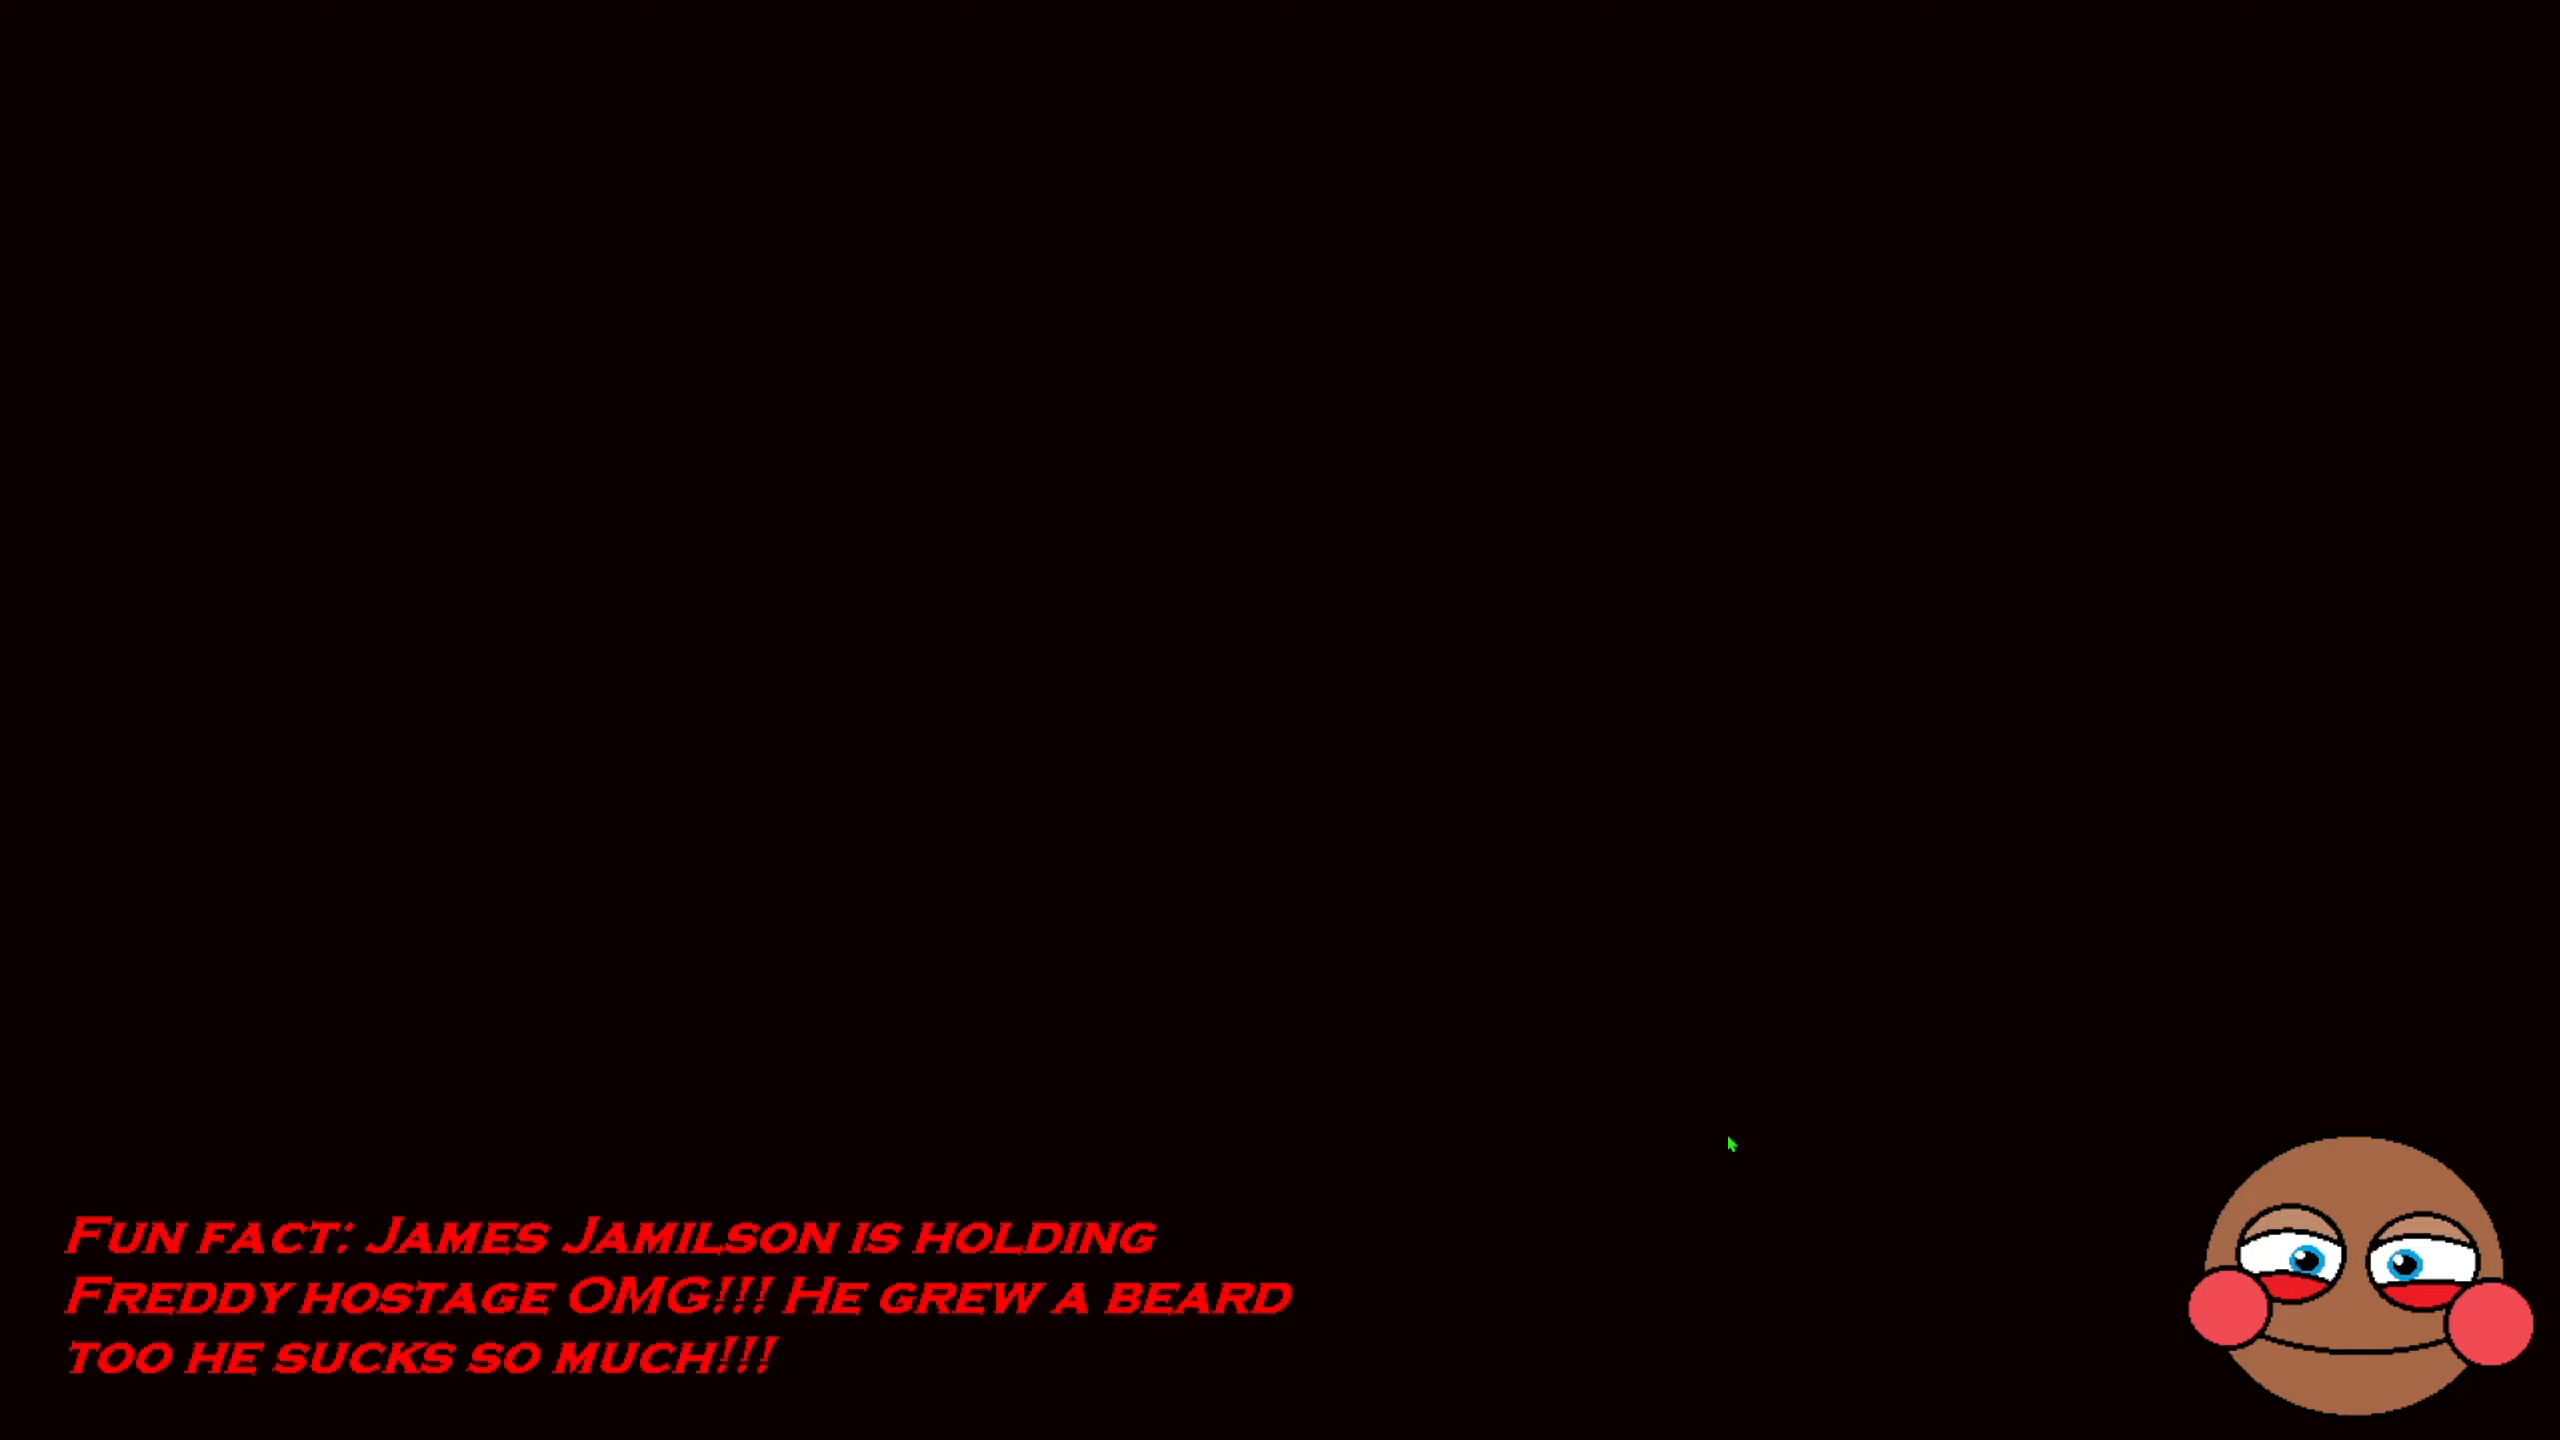 Fun fact: James Jamilson is holding
Freddy hostage OMG!!! He grew a beard
too he sucks so much!!!